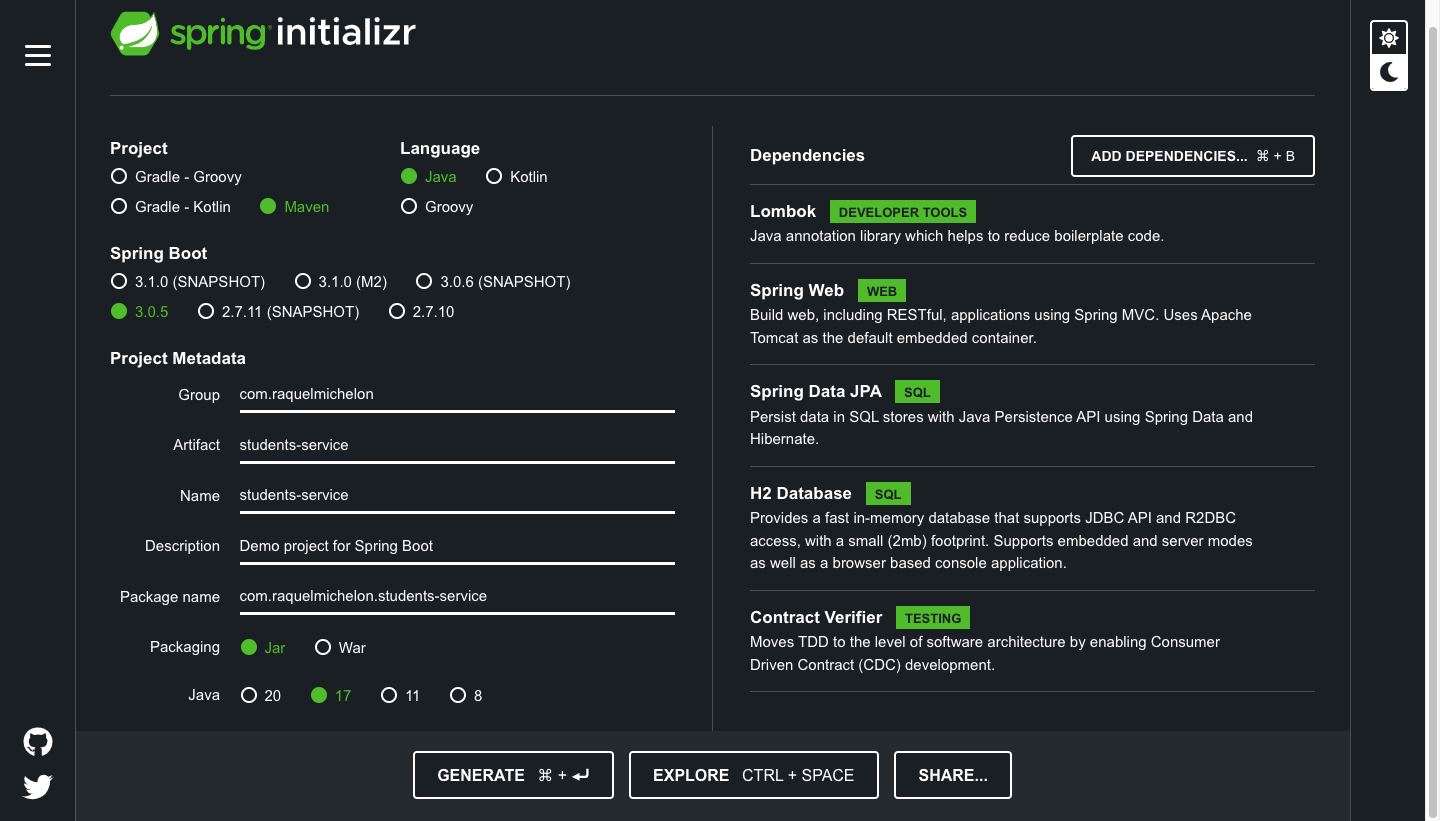 spring initializr
Project
Gradle - Groovy
Gradle - Kotlin Maven
Language
Java Kotlin
Groovy
Spring Boot
3.1.0 (SNAPSHOT) 3.1.0 (M2) 3.0.6 (SNAPSHOT)
3.0.5 2.7.11 (SNAPSHOT) 2.7.10
Project Metadata
Group com.raquelmichelon
Artifact students-service
Name students-service
Description Demo project for Spring Boot
Package name com.raquelmichelon.students-service
Packaging Jar War
Java 20 17 11 8
Dependencies ADD DEPENDENCIES... ⌘ + B
Lombok DEVELOPER TOOLS
Java annotation library which helps to reduce boilerplate code.
Spring Web WEB
Build web, including RESTful, applications using Spring MVC. Uses Apache
Tomcat as the default embedded container.
Spring Data JPA SQL
Persist data in SQL stores with Java Persistence API using Spring Data and
Hibernate.
H2 Database SQL
Provides a fast in-memory database that supports JDBC API and R2DBC
access, with a small (2mb) footprint. Supports embedded and server modes
as well as a browser based console application.
Contract Verifier TESTING
Moves TDD to the level of software architecture by enabling Consumer
Driven Contract (CDC) development.
GENERATE ⌘ + ⏎ EXPLORE CTRL + SPACE SHARE...